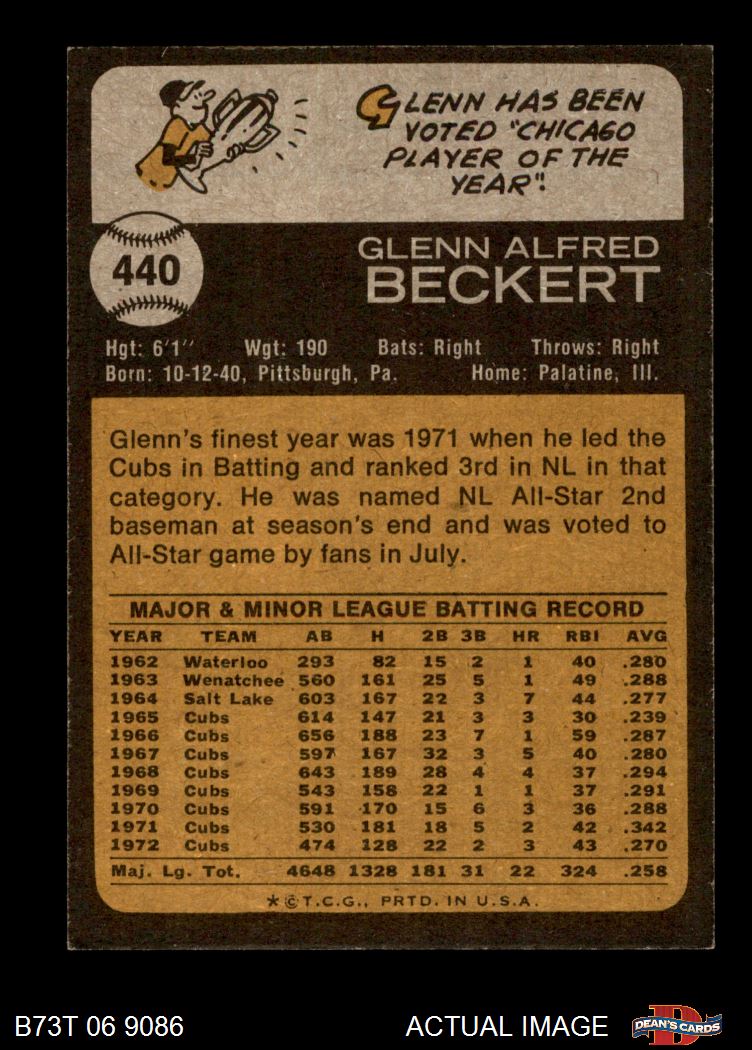 GLENN HAS BEEN
VOTED "CHICAGO
PLAYER OF THE
YEAR".
440
GLENN ALFRED
BECKERT
Hgt: 6'1" Wgt: 190 Bats: Right Throws: Right
Born: 10-12-40, Pittsburgh, Pa. Home: Palatine, Ill.
Glenn's finest year was 1971 when he led the
Cubs in Batting and ranked 3rd in NL in that
category. He was named NL All-Star 2nd
baseman at season's end and was voted to
All-Star game by fans in July.
MAJOR & MINOR LEAGUE BATTING RECORD
YEAR TEAM AB H 2B 3B HR RBI AVG
1962 Waterloo 293 82 15 2 1 40 .280
1963 Wenatchee 560 161 25 5 1 49 .288
1964 Salt Lake 603 167 22 3 7 44 .277
1965 Cubs 614 147 21 3 3 30 .239
1966 Cubs 656 188 23 7 1 59 .287
1967 Cubs 597 167 32 3 5 40 .280
1968 Cubs 643 189 28 4 4 37 .294
1969 Cubs 543 158 22 1 1 37 .291
1970 Cubs 591 170 15 6 3 36 .288
1971 Cubs 530 181 18 5 2 42 .342
1972 Cubs 474 128 22 2 3 43 .270
Maj. Lg. Tot. 4648 1328 181 31 22 324 .258
*©T.C.G., PRTD. IN U.S.A.
B73T 06 9086 ACTUAL IMAGE
DEAN'S CARDS